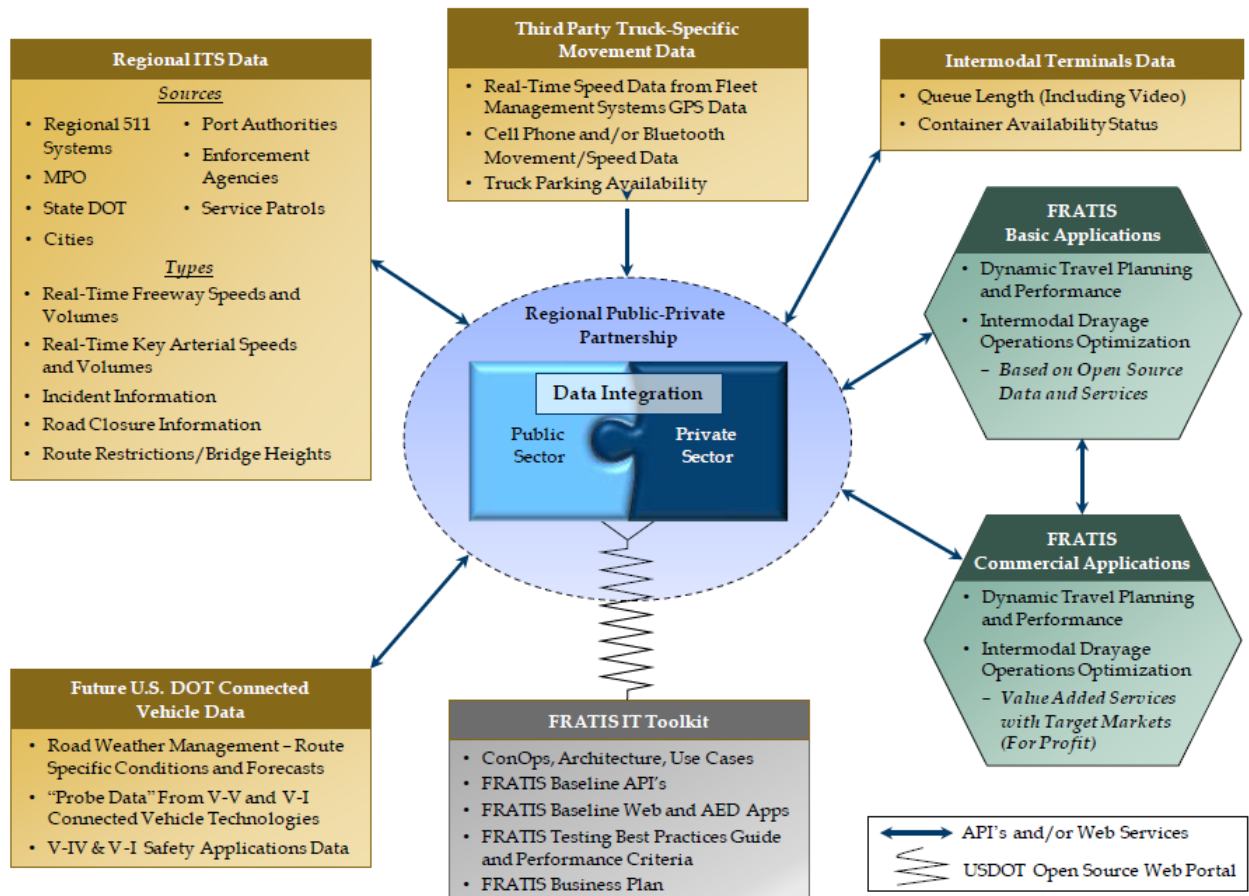 Regional ITS Data
Sources
• Regional 511
Systems
• MPO
• State DOT
• Cities
• Port Authorities
• Enforcement
Agencies
• Service Patrols
Types
• Real-Time Freeway Speeds and
Volumes
• Real-Time Key Arterial Speeds
and Volumes
• Incident Information
• Road Closure Information
• Route Restrictions/Bridge Heights
Third Party Truck-Specific
Movement Data
• Real-Time Speed Data from Fleet
Management Systems GPS Data
• Cell Phone and/or Bluetooth
Movement/Speed Data
• Truck Parking Availability
Intermodal Terminals Data
• Queue Length (Including Video)
• Container Availability Status
FRATIS
Basic Applications
• Dynamic Travel Planning
and Performance
• Intermodal Drayage
Operations Optimization
– Based on Open Source
Data and Services
Regional Public-Private
Partnership
Data Integration
Public
Sector
Private
Sector
FRATIS
Commercial Applications
• Dynamic Travel Planning
and Performance
• Intermodal Drayage
Operations Optimization
– Value Added Services
with Target Markets
(For Profit)
Future U.S. DOT Connected
Vehicle Data
• Road Weather Management – Route
Specific Conditions and Forecasts
• “Probe Data” From V-V and V-I
Connected Vehicle Technologies
• V-IV & V-I Safety Applications Data
FRATIS IT Toolkit
• ConOps, Architecture, Use Cases
• FRATIS Baseline API's
• FRATIS Baseline Web and AED Apps
• FRATIS Testing Best Practices Guide
and Performance Criteria
• FRATIS Business Plan
API's and/or Web Services
USDOT Open Source Web Portal